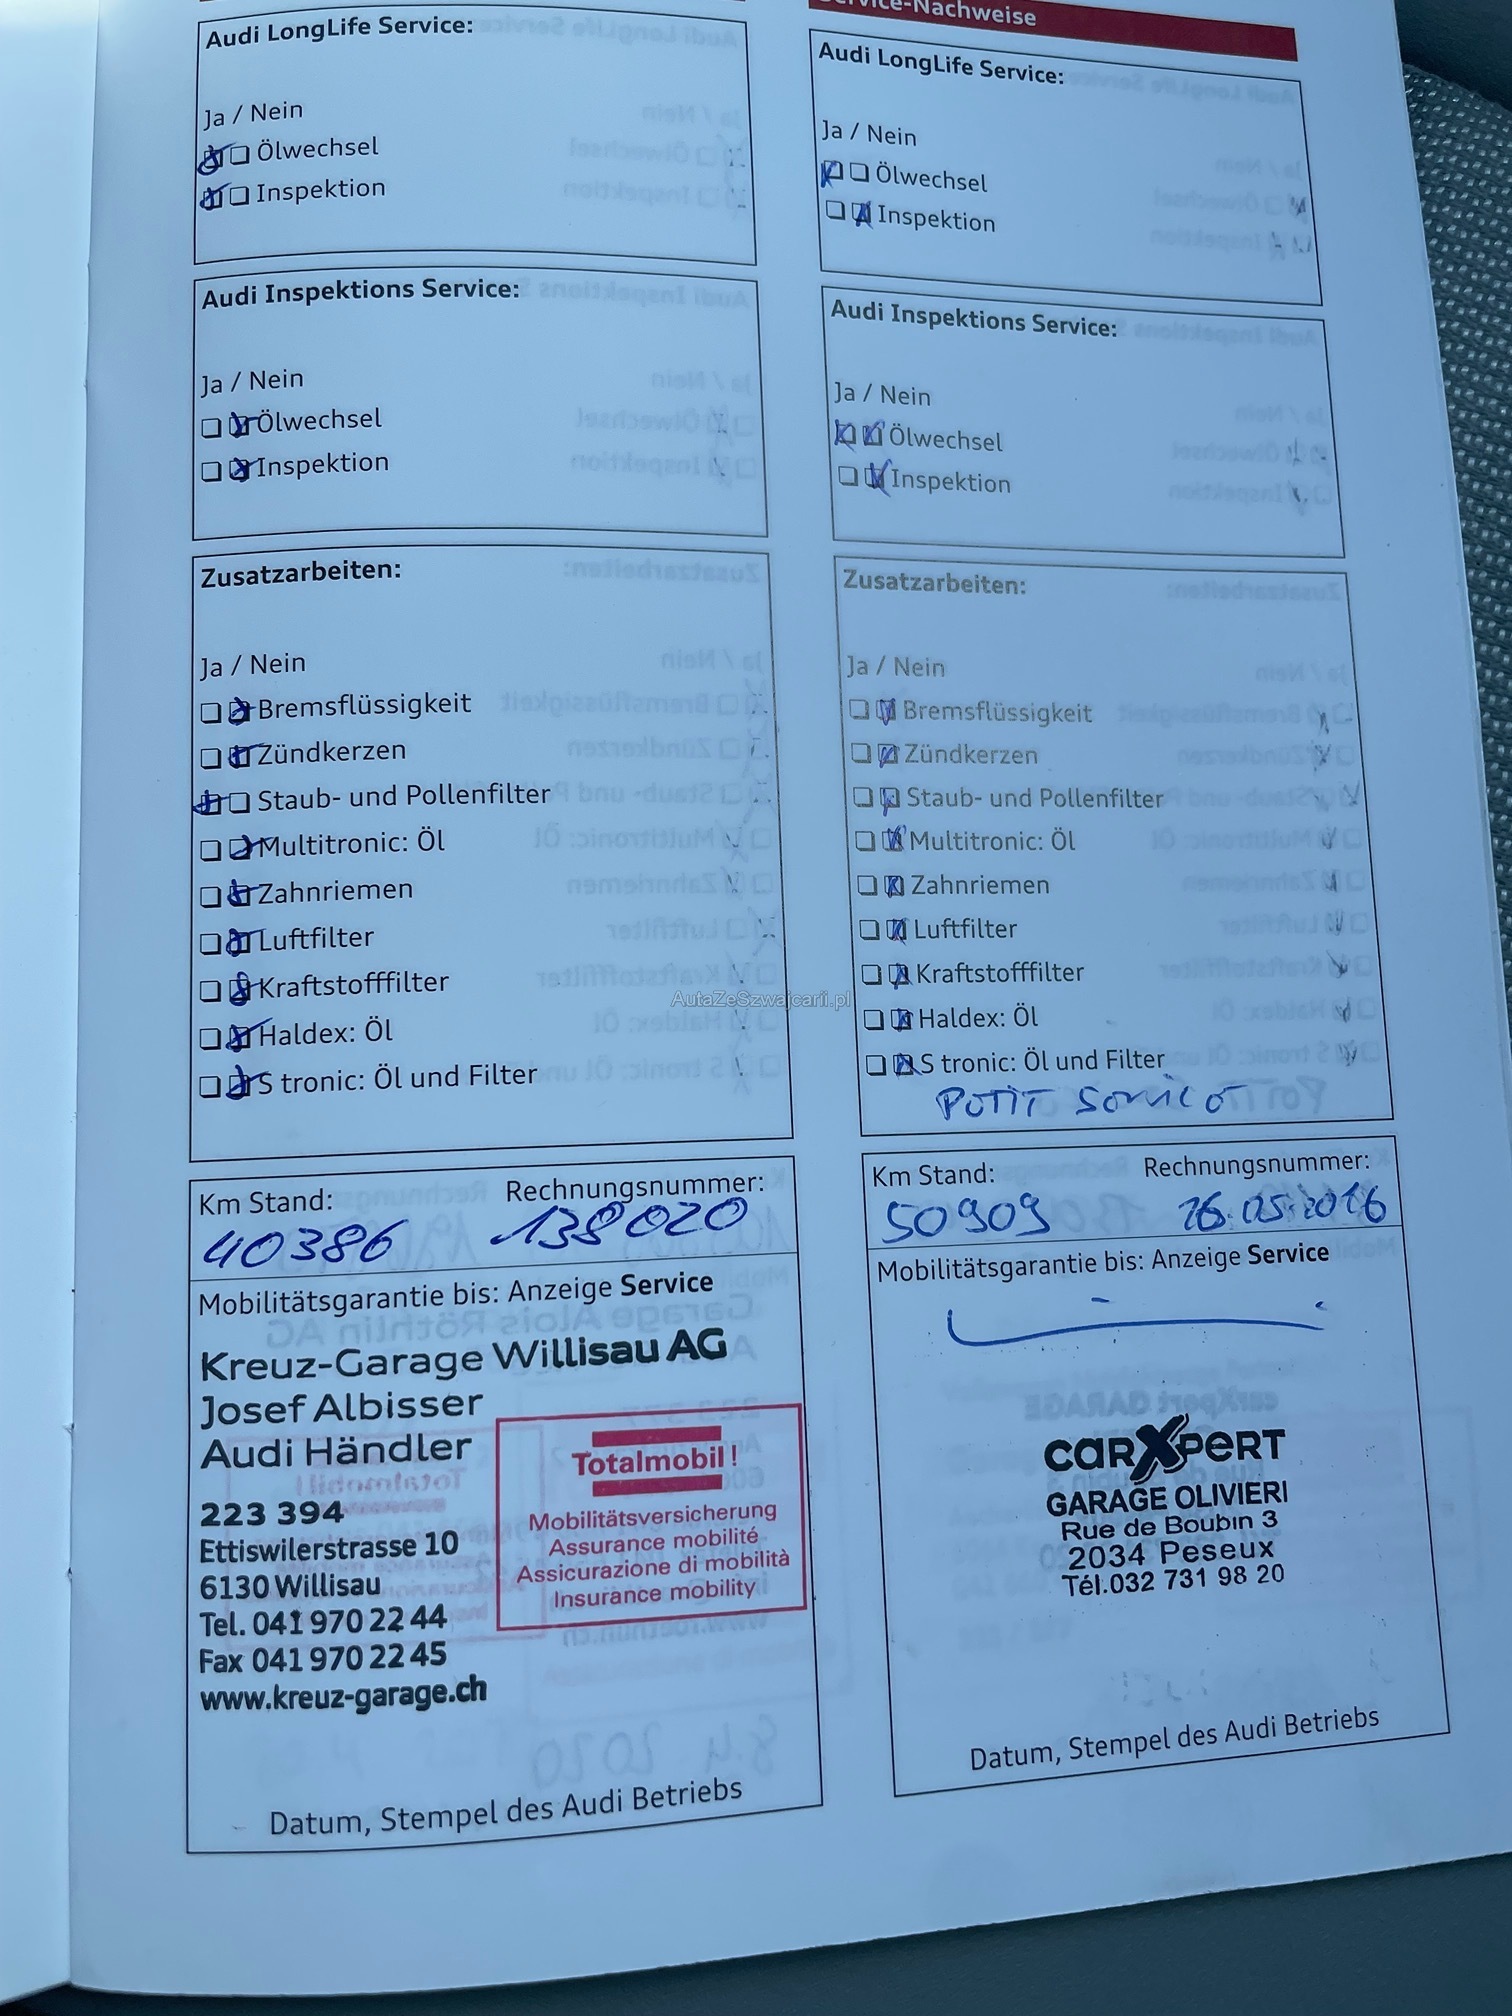 Audi LongLife Service:
Ja / Nein
Ölwechsel
Inspektion
Audi Inspektions Service:
Ja / Nein
Ölwechsel
Inspektion
Zusatzarbeiten:
Ja / Nein
Bremsflüssigkeit
Zündkerzen
Staub- und Pollenfilter
Multitronic: Öl
Zahnriemen
Luftfilter
Kraftstofffilter
Haldex: Öl
S tronic: Öl und Filter
Km Stand: Rechnungsnummer:
40386 138020
Mobilitätsgarantie bis: Anzeige Service
Kreuz-Garage Willisau AG
Josef Albisser
Audi Händler
223 394
Ettiswilerstrasse 10
6130 Willisau
Tel. 041 970 22 44
Fax 041 970 22 45
www.kreuz-garage.ch
Totalmobil!
Mobilitätsversicherung
Assurance mobilité
Assicurazione di mobilità
Insurance mobility
Datum, Stempel des Audi Betriebs
Service-Nachweise
Audi LongLife Service:
Ja / Nein
Ölwechsel
Inspektion
Audi Inspektions Service:
Ja / Nein
Ölwechsel
Inspektion
Zusatzarbeiten:
Ja / Nein
Bremsflüssigkeit
Zündkerzen
Staub- und Pollenfilter
Multitronic: Öl
Zahnriemen
Luftfilter
Kraftstofffilter
Haldex: Öl
S tronic: Öl und Filter
Km Stand: Rechnungsnummer:
50909 26.05.2016
Mobilitätsgarantie bis: Anzeige Service
carXpert
GARAGE OLIVIERI
Rue de Boubin 3
2034 Peseux
Tél.032 731 98 20
Datum, Stempel des Audi Betriebs
AutaZeSzwajcarii.pl